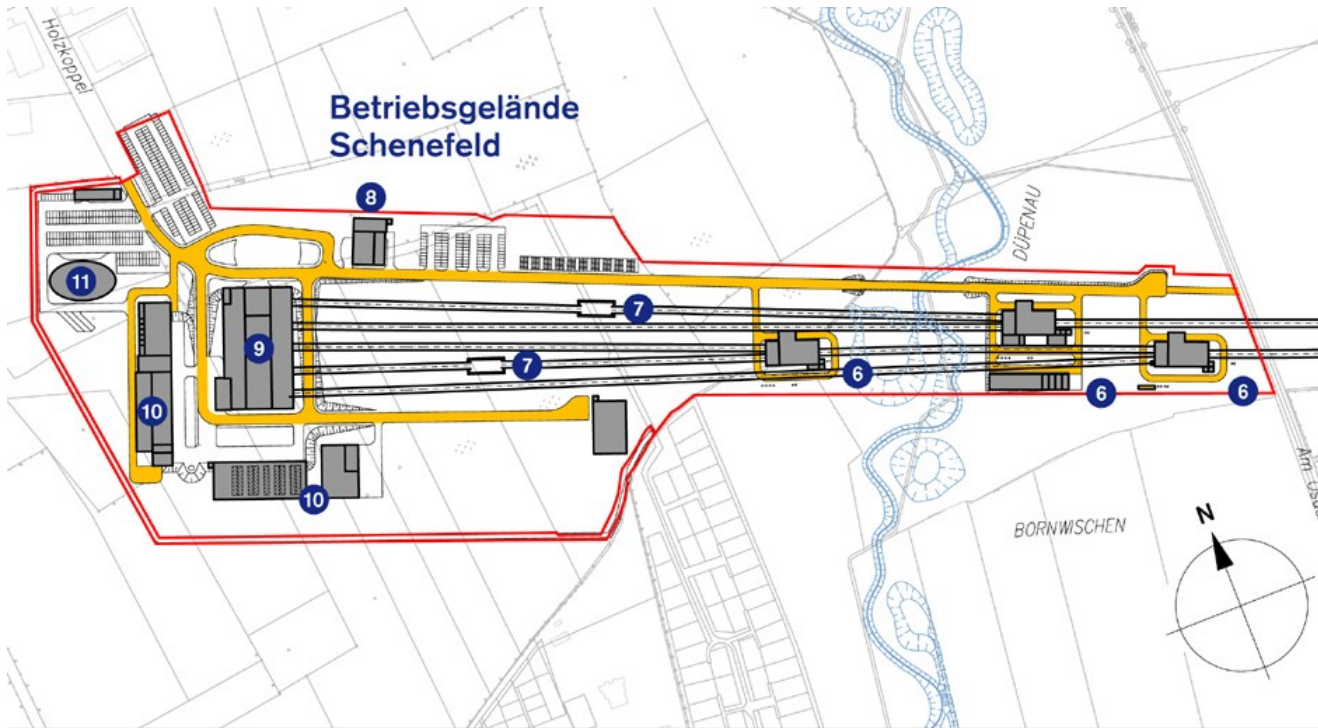 Holzkoppel
Betriebsgelände
Schenefeld
8
DÜPENAU
11
7
9
7
6
10
6
6
10
BORNWISCHEN
N